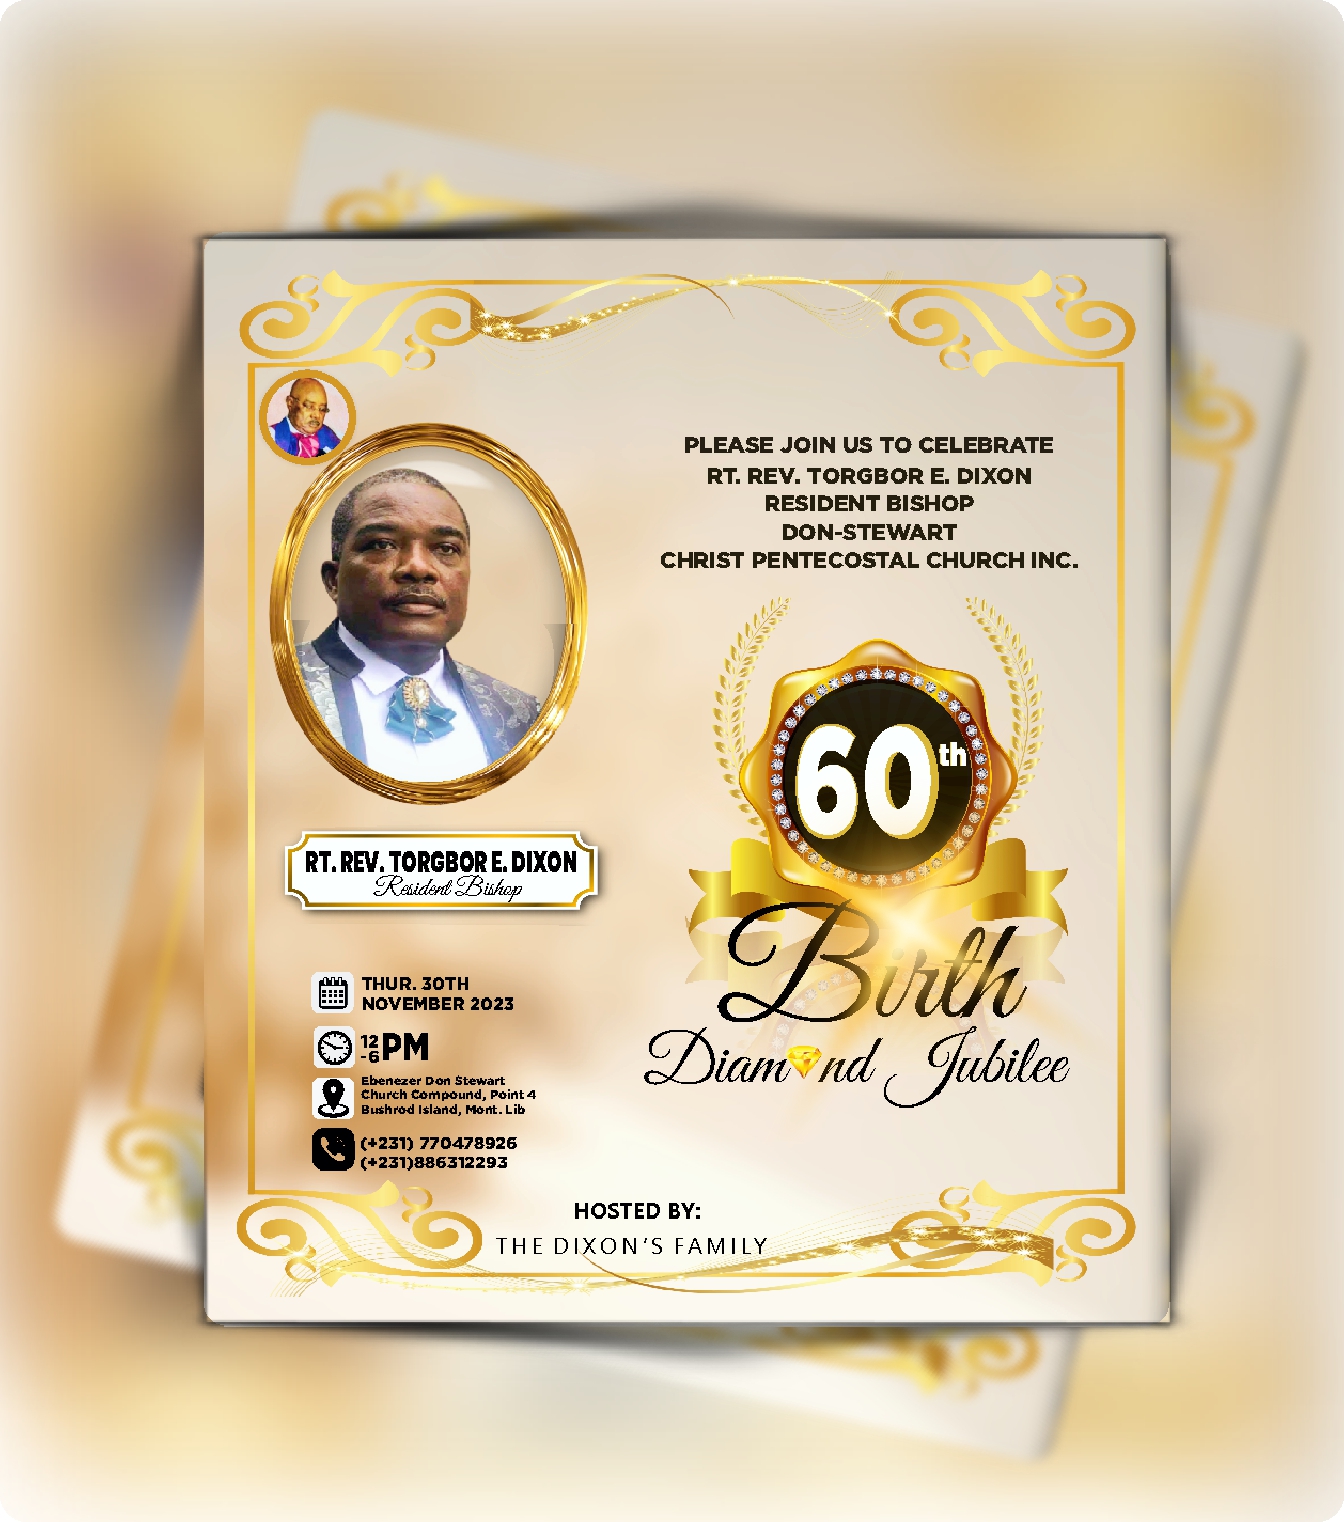 PLEASE JOIN US TO CELEBRATE
RT. REV. TORGBOR E. DIXON
RESIDENT BISHOP
DON-STEWART
CHRIST PENTECOSTAL CHURCH INC.
60th
Birth
Diamond Jubilee
RT. REV. TORGBOR E. DIXON
Resident Bishop
THUR. 30TH
NOVEMBER 2023
12
-6 PM
Ebenezer Don Stewart
Church Compound, Point 4
Bushrod Island, Mont. Lib
(+231) 770478926
(+231)886312293
HOSTED BY:
THE DIXON'S FAMILY